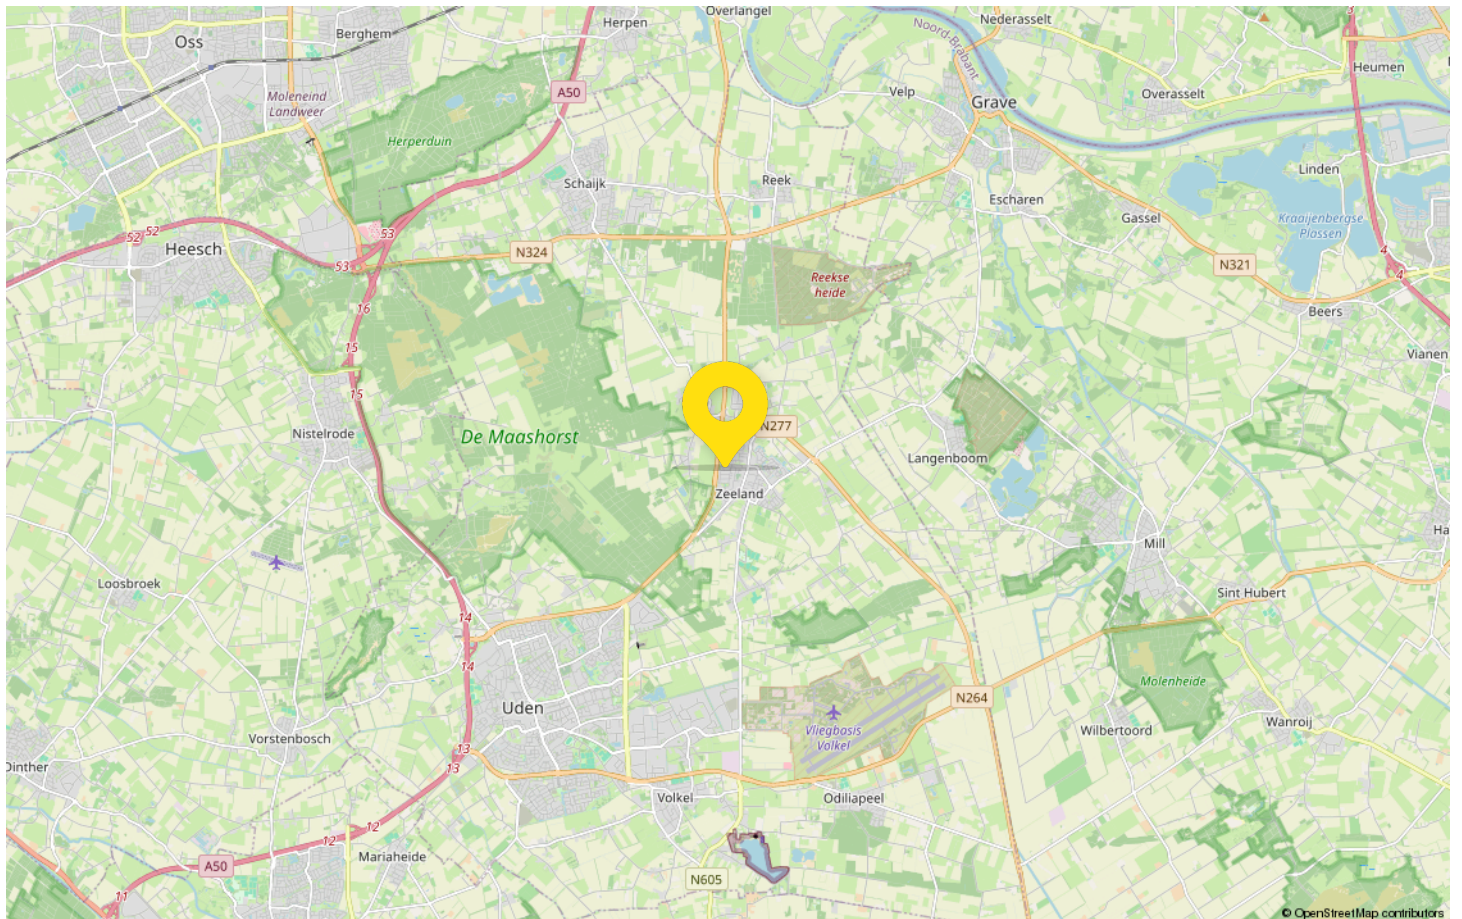 Overlangel
Herpen
Nederasselt
Berghem
Oss
3
Noord-Brabant
Heumen
A50
Velp
Overasselt
Moleneind
Landweer
Grave
Herperduin
Linden
Schaijk
Reek
Escharen
Gassel
Kraaijenbergse
Plassen
52
52
53
Heesch
N324
4
53
N321
4
Reekse
heide
16
Beers
15
Vianen
15
N277
Nistelrode
De Maashorst
Langenboom
Zeeland
Ha
Mill
Loosbroek
Sint Hubert
14
14
Molenheide
N264
Uden
Wanroij
Vliegbasis
Volkel
Wilbertoord
Vorstenbosch
13
Dinther
13
Volkel
Odiliapeel
12
12
Mariaheide
A50
N605
11
© OpenStreetMap contributors